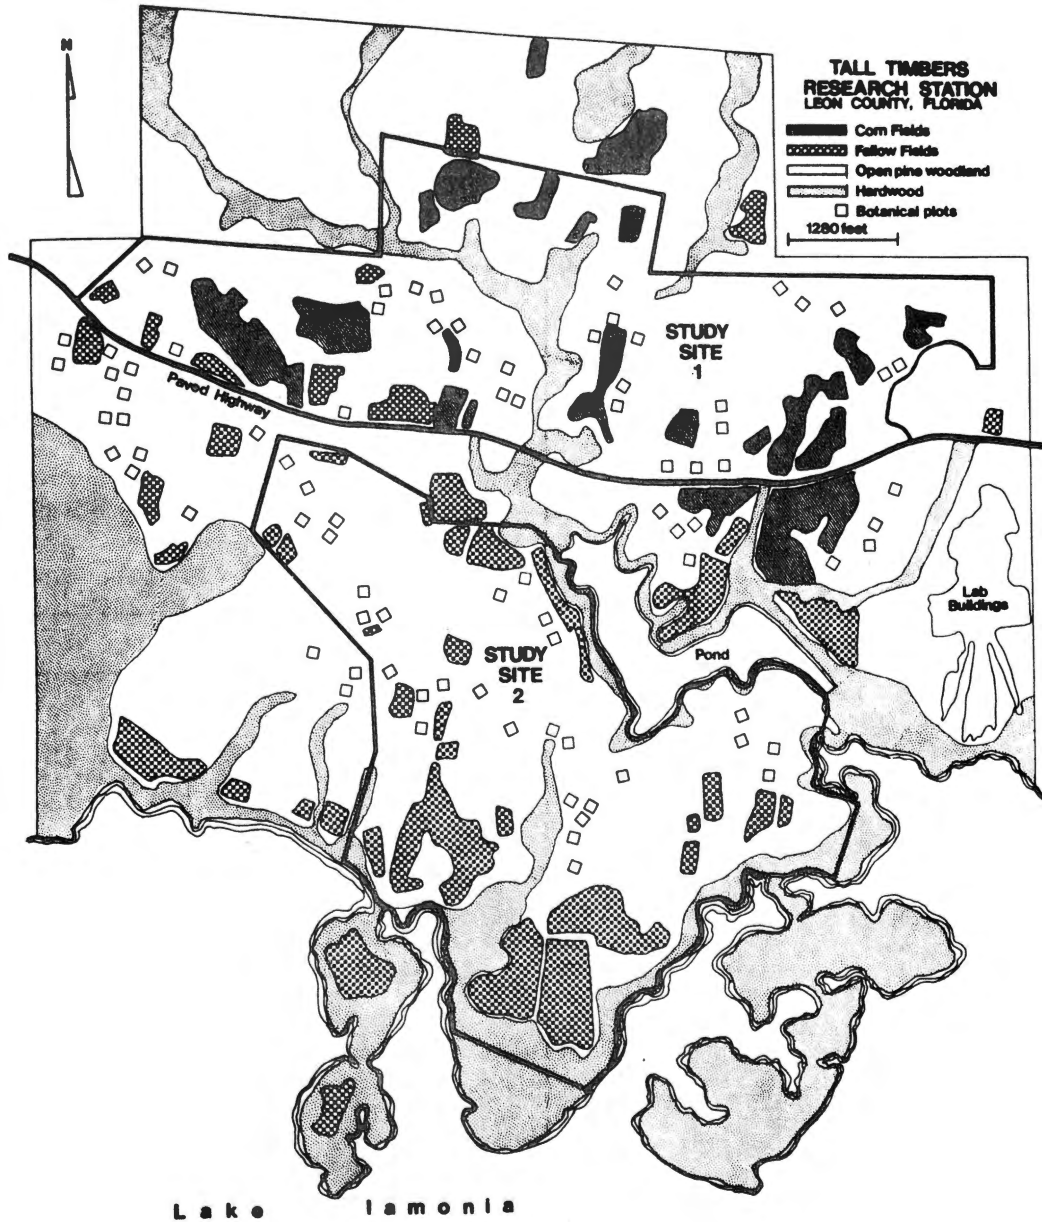 N
TALL TIMBERS
RESEARCH STATION
LEON COUNTY, FLORIDA
Corn Fields
Fallow Fields
Open pine woodland
Hardwood
Botanical plots
1280 feet
STUDY
SITE
1
Paved Highway
Lab
Buildings
Pond
STUDY
SITE
2
Lake Iamonia